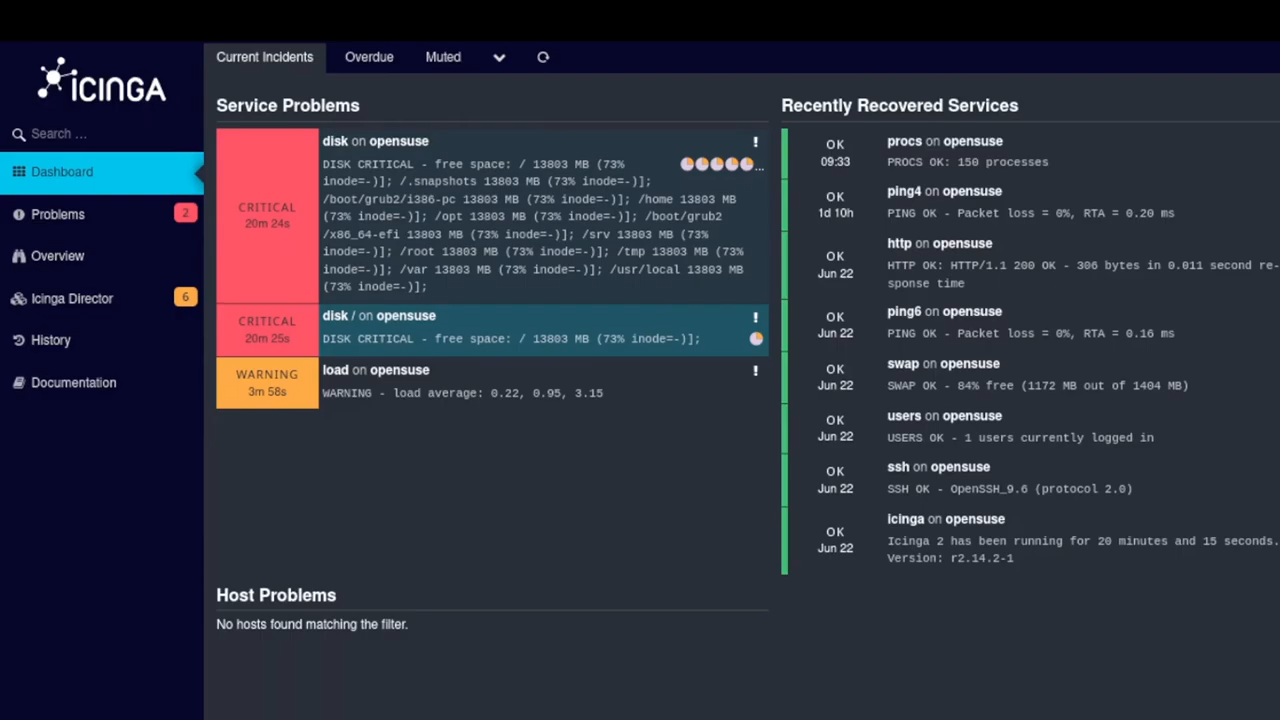 iCINGA
Search ...
Dashboard
Problems
2
Overview
Icinga Director
6
History
Documentation
Current Incidents
Overdue
Muted
Service Problems
CRITICAL
20m 24s
disk on opensuse
DISK CRITICAL - free space: / 13803 MB (73%
inode=-)]; /.snapshots 13803 MB (73% inode=-)];
/boot/grub2/i386-pc 13803 MB (73% inode=-)]; /home 13803 MB
(73% inode=-)]; /opt 13803 MB (73% inode=-)]; /boot/grub2
/x86_64-efi 13803 MB (73% inode=-)]; /srv 13803 MB (73%
inode=-)]; /root 13803 MB (73% inode=-)]; /tmp 13803 MB (73%
inode=-)]; /var 13803 MB (73% inode=-)]; /usr/local 13803 MB
(73% inode=-)];
...
CRITICAL
20m 25s
disk / on opensuse
DISK CRITICAL - free space: / 13803 MB (73% inode=-)];
WARNING
3m 58s
load on opensuse
WARNING - load average: 0.22, 0.95, 3.15
Host Problems
No hosts found matching the filter.
Recently Recovered Services
OK
09:33
procs on opensuse
PROCS OK: 150 processes
OK
1d 10h
ping4 on opensuse
PING OK - Packet loss = 0%, RTA = 0.20 ms
OK
Jun 22
http on opensuse
HTTP OK: HTTP/1.1 200 OK - 306 bytes in 0.011 second re-
sponse time
OK
Jun 22
ping6 on opensuse
PING OK - Packet loss = 0%, RTA = 0.16 ms
OK
Jun 22
swap on opensuse
SWAP OK - 84% free (1172 MB out of 1404 MB)
OK
Jun 22
users on opensuse
USERS OK - 1 users currently logged in
OK
Jun 22
ssh on opensuse
SSH OK - OpenSSH_9.6 (protocol 2.0)
OK
Jun 22
icinga on opensuse
Icinga 2 has been running for 20 minutes and 15 seconds.
Version: r2.14.2-1